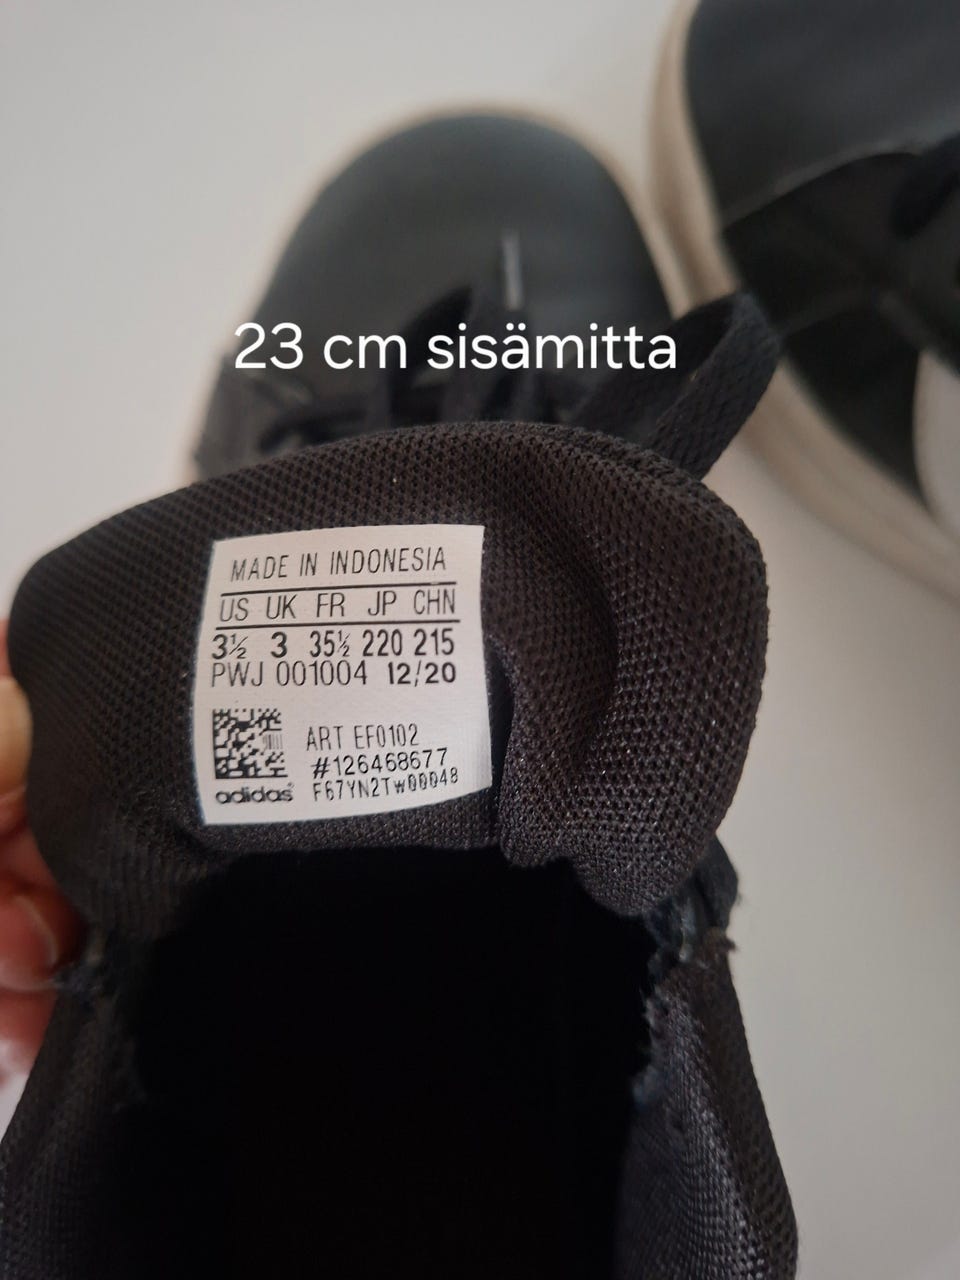 23 cm sisämitta
MADE IN INDONESIA
US UK FR JP CHN
3½ 3 35½ 220 215
PWJ 001004 12/20
ART EF0102
#126468677
adidas F67YN2TW00048